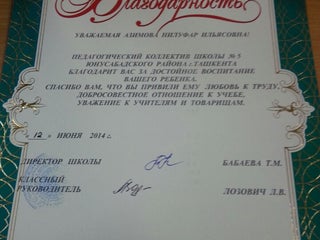 Благодарность
УВАЖАЕМАЯ АЗИМОВА НИЛУФАР ИЛЬЯСОВНА!
ПЕДАГОГИЧЕСКИЙ КОЛЛЕКТИВ ШКОЛЫ № 5
ЮНУСАБАДСКОГО РАЙОНА г. ТАШКЕНТА
БЛАГОДАРИТ ВАС ЗА ДОСТОЙНОЕ ВОСПИТАНИЕ
ВАШЕГО РЕБЕНКА.
СПАСИБО ВАМ, ЧТО ВЫ ПРИВИЛИ ЕМУ ЛЮБОВЬ К ТРУДУ,
ДОБРОСОВЕСТНОЕ ОТНОШЕНИЕ К УЧЕБЕ,
УВАЖЕНИЕ К УЧИТЕЛЯМ И ТОВАРИЩАМ.
« 12 » ИЮНЯ 2014 г.
ДИРЕКТОР ШКОЛЫ БАБАЕВА Т.М.
КЛАССНЫЙ
РУКОВОДИТЕЛЬ ЛОЗОВИЧ Л.В.